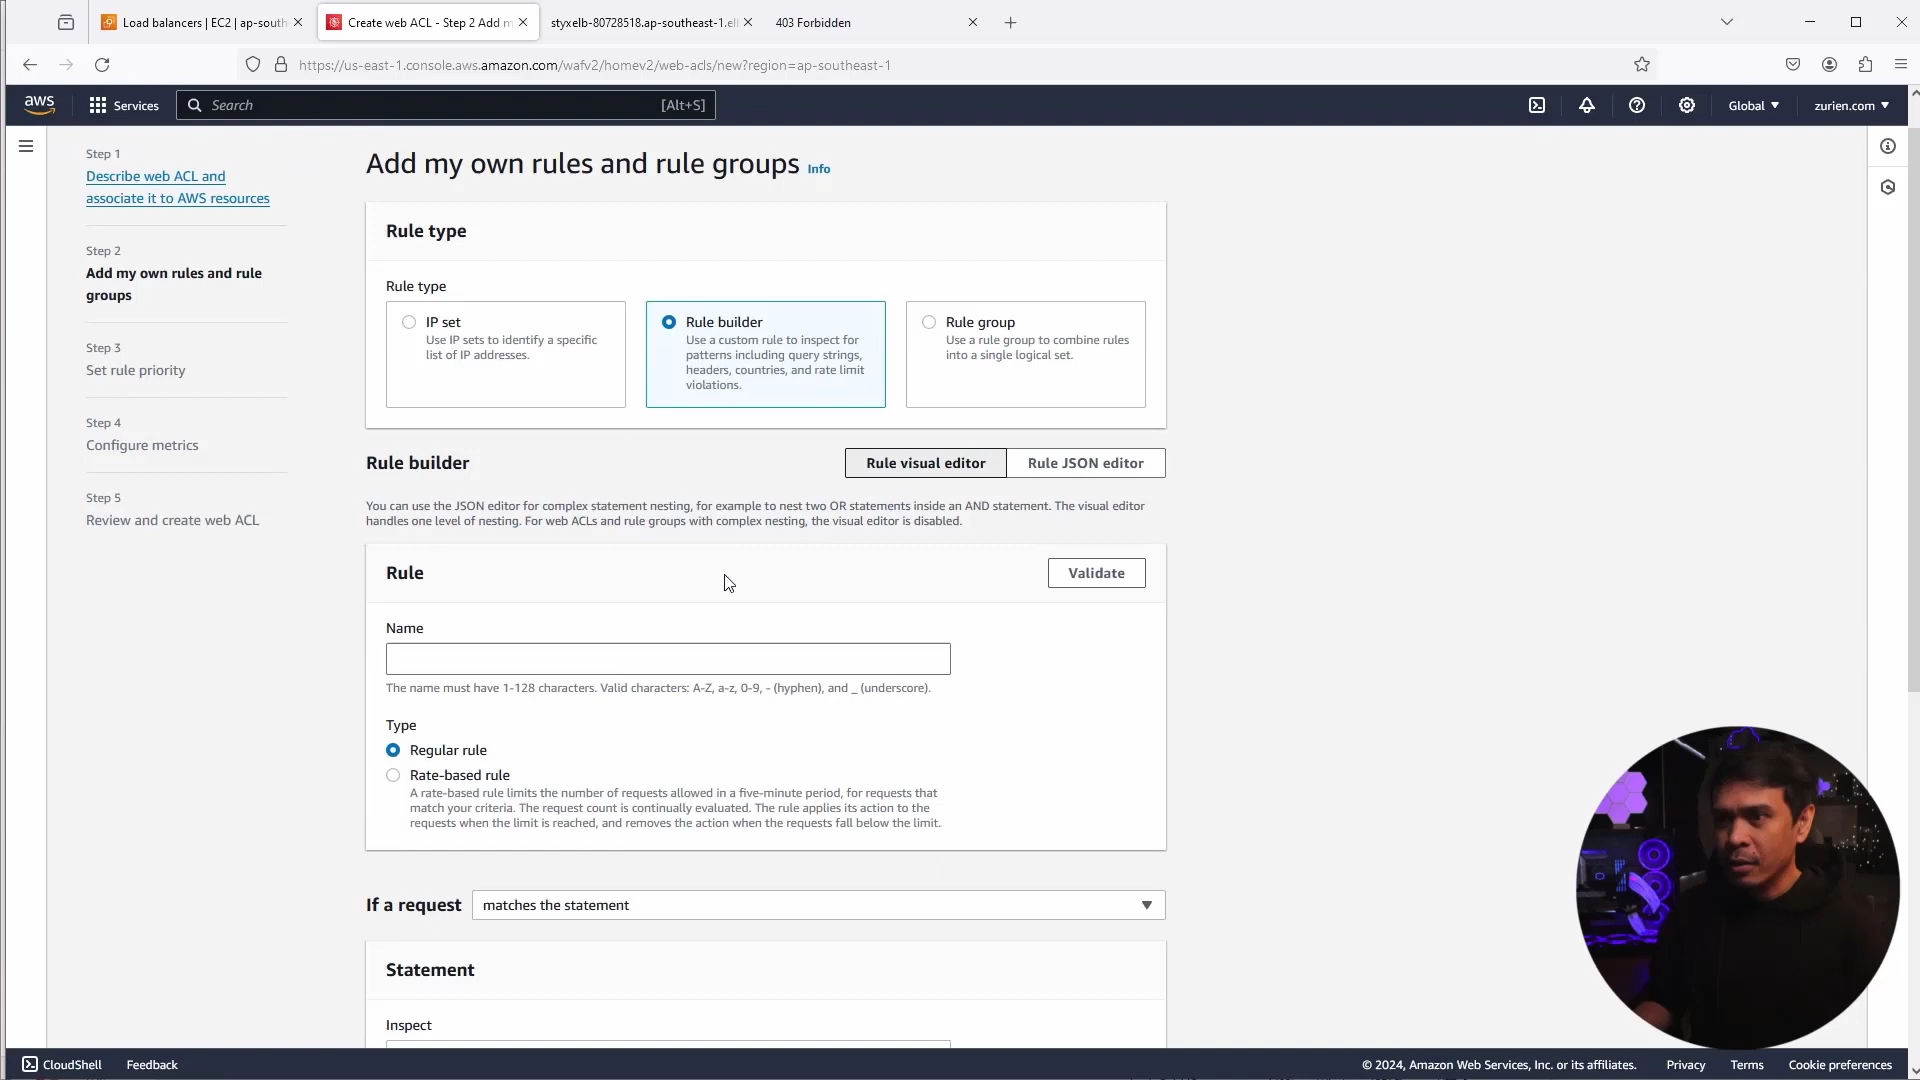 Load balancers | EC2 | ap-south
Create web ACL - Step 2 Add m
styxelb-80728518.ap-southeast-1.el
403 Forbidden
https://us-east-1.console.aws.amazon.com/wafv2/homev2/web-acls/new?region=ap-southeast-1
aws
Services
Search
[Alt+S]
Global
zurien.com
Step 1
Describe web ACL and
associate it to AWS resources
Step 2
Add my own rules and rule
groups
Step 3
Set rule priority
Step 4
Configure metrics
Step 5
Review and create web ACL
Add my own rules and rule groups Info
Rule type
Rule type
IP set
Use IP sets to identify a specific
list of IP addresses.
Rule builder
Use a custom rule to inspect for
patterns including query strings,
headers, countries, and rate limit
violations.
Rule group
Use a rule group to combine rules
into a single logical set.
Rule builder
Rule visual editor
Rule JSON editor
You can use the JSON editor for complex statement nesting, for example to nest two OR statements inside an AND statement. The visual editor
handles one level of nesting. For web ACLs and rule groups with complex nesting, the visual editor is disabled.
Rule
Validate
Name
The name must have 1-128 characters. Valid characters: A-Z, a-z, 0-9, - (hyphen), and _ (underscore).
Type
Regular rule
Rate-based rule
A rate-based rule limits the number of requests allowed in a five-minute period, for requests that
match your criteria. The request count is continually evaluated. The rule applies its action to the
requests when the limit is reached, and removes the action when the requests fall below the limit.
If a request
matches the statement
Statement
Inspect
CloudShell
Feedback
© 2024, Amazon Web Services, Inc. or its affiliates.
Privacy
Terms
Cookie preferences